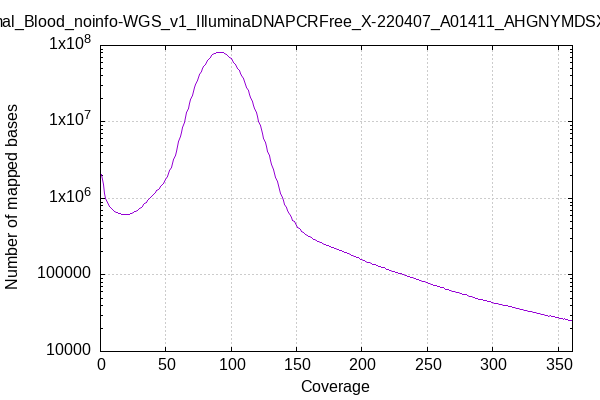 nal_Blood_noinfo-WGS_v1_IlluminaDNAPCRFree_X-220407_A01411_AHGNYMDSX
1x10^8
1x10^7
1x10^6
100000
10000
Number of mapped bases
0 50 100 150 200 250 300 350
Coverage